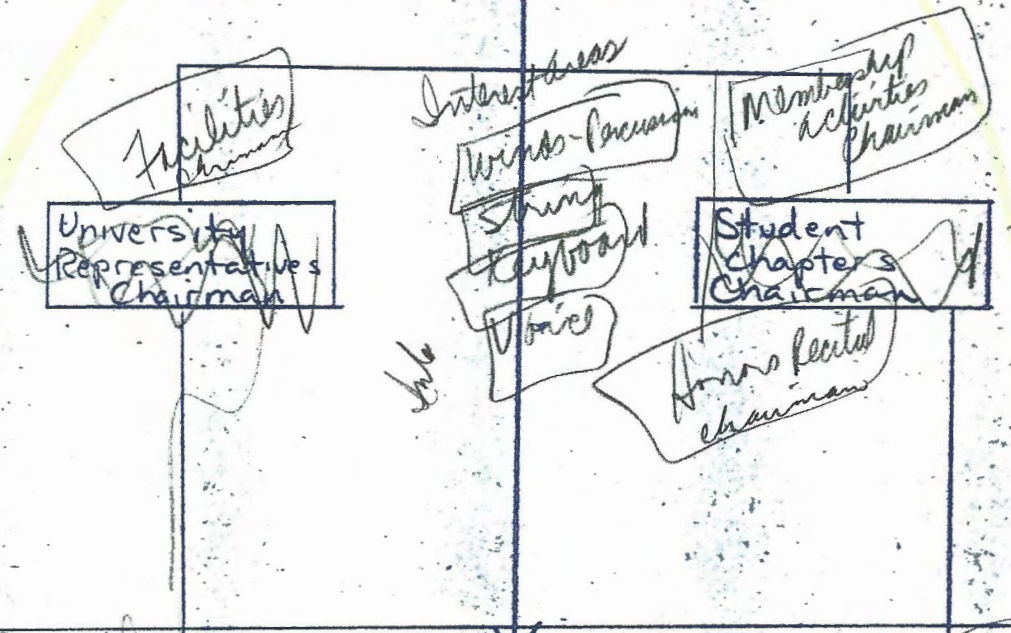 Interest Areas
Facilities
Chairman
Winds-Percussion
String
Keyboard
Voice
Membership
Activities
Chairman
University
Representatives
Chairman
Student
Chapters
Chairman
Honors Recital
chairman